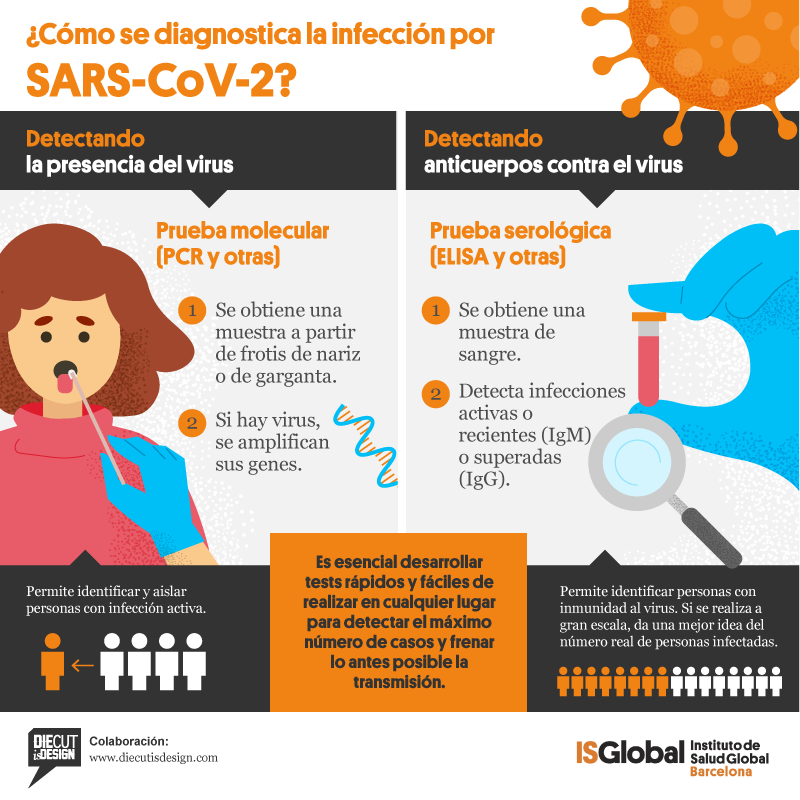 ¿Cómo se diagnostica la infección por
SARS-CoV-2?
Detectando
la presencia del virus
Prueba molecular
(PCR y otras)
1 Se obtiene una
muestra a partir
de frotis de nariz
o de garganta.
2 Si hay virus,
se amplifican
sus genes.
Permite identificar y aislar
personas con infección activa.
Detectando
anticuerpos contra el virus
Prueba serológica
(ELISA y otras)
1 Se obtiene una
muestra de
sangre.
2 Detecta infecciones
activas o
recientes (IgM)
o superadas
(IgG).
Es esencial desarrollar
tests rápidos y fáciles de
realizar en cualquier lugar
para detectar el máximo
número de casos y frenar
lo antes posible la
transmisión.
Permite identificar personas con
inmunidad al virus. Si se realiza a
gran escala, da una mejor idea del
número real de personas infectadas.
DIECUT
isDESIGN
Colaboración:
www.diecutisdesign.com
ISGlobal
Instituto de
Salud Global
Barcelona